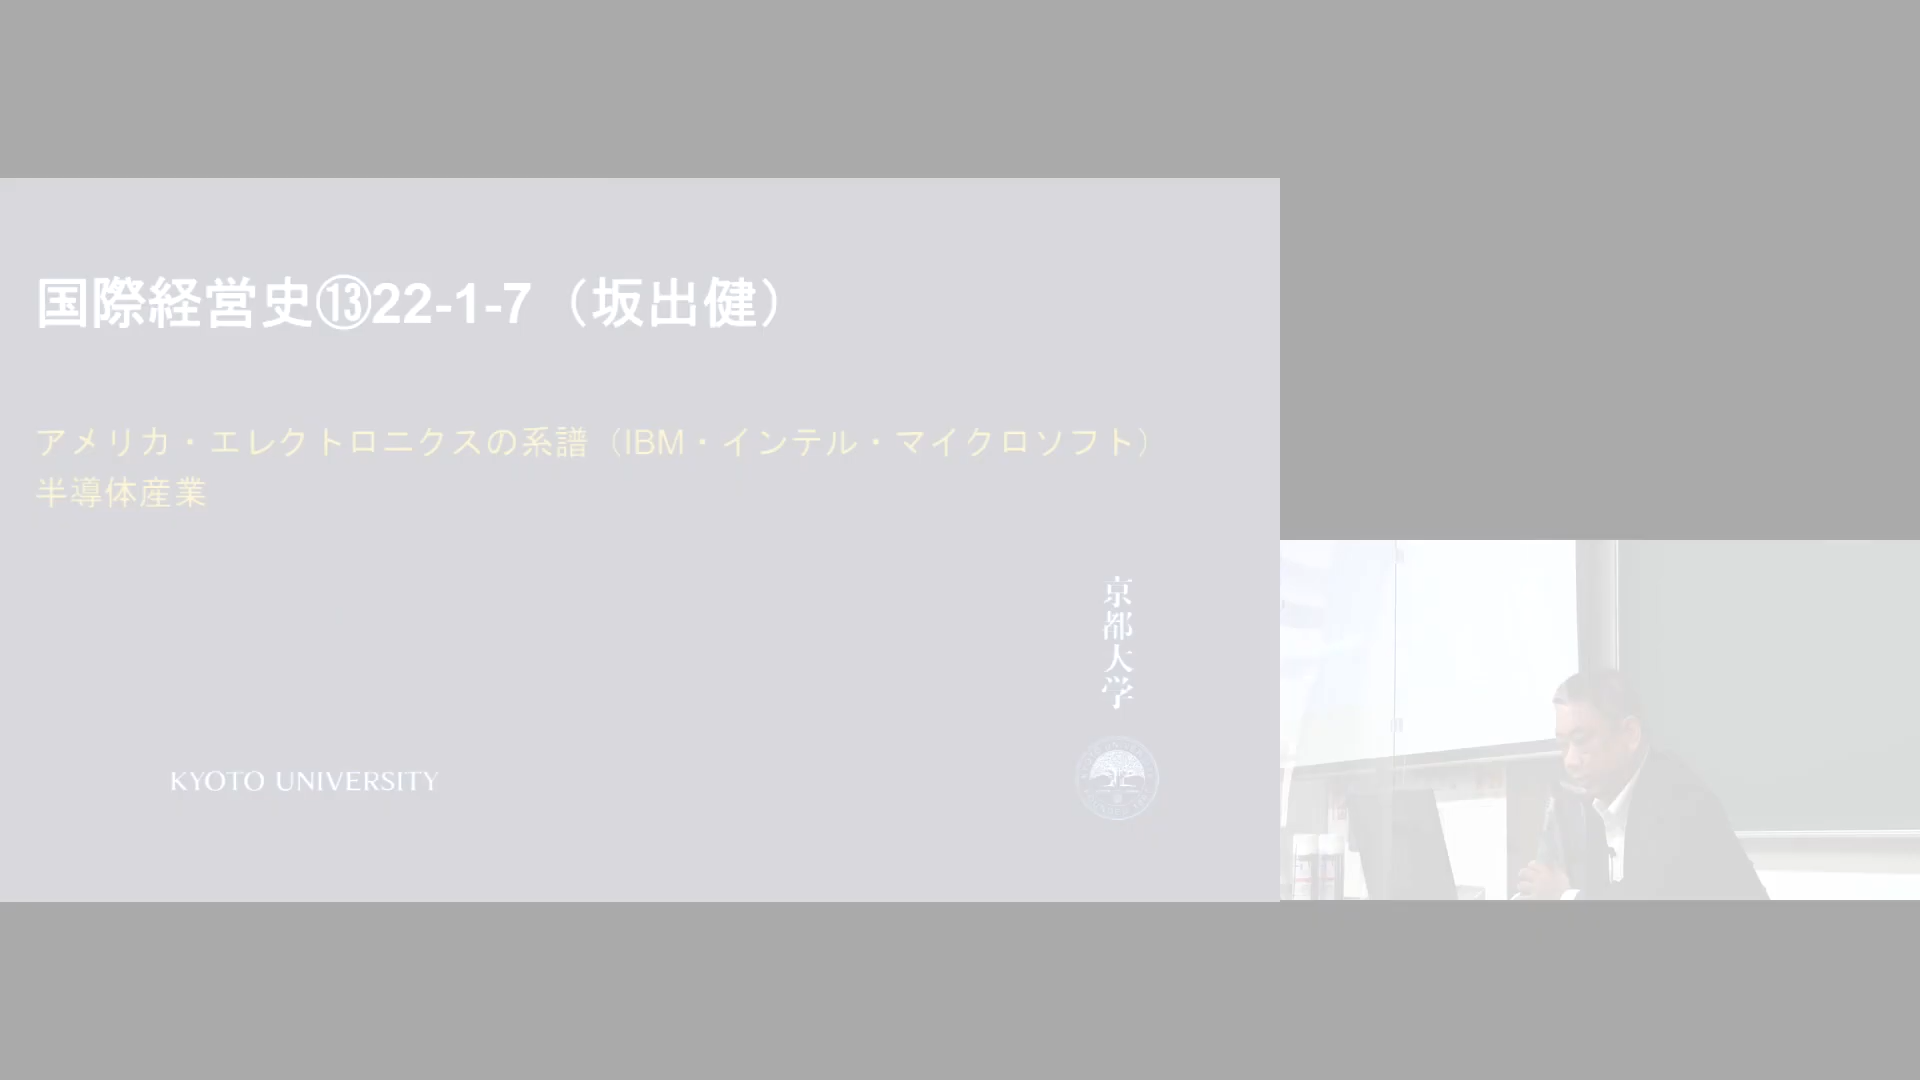 国際経営史⑬22-1-7（坂出健）
アメリカ・エレクトロニクスの系譜（IBM・インテル・マイクロソフト）
半導体産業
京都大学
KYOTO UNIVERSITY